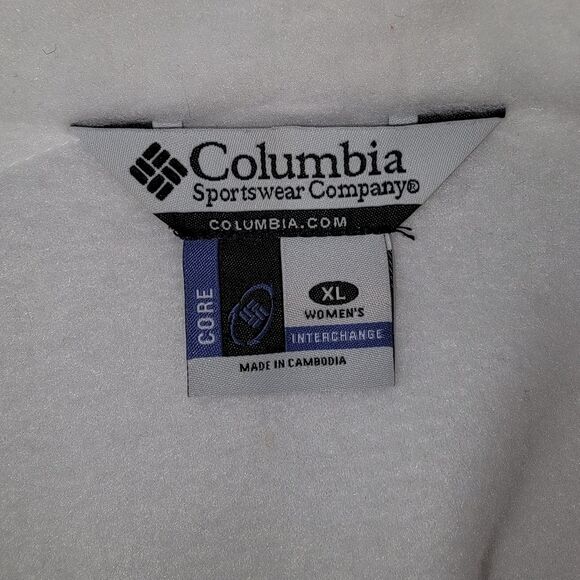 Columbia
Sportswear Company®
COLUMBIA.COM
CORE
XL
WOMEN'S
INTERCHANGE
MADE IN CAMBODIA